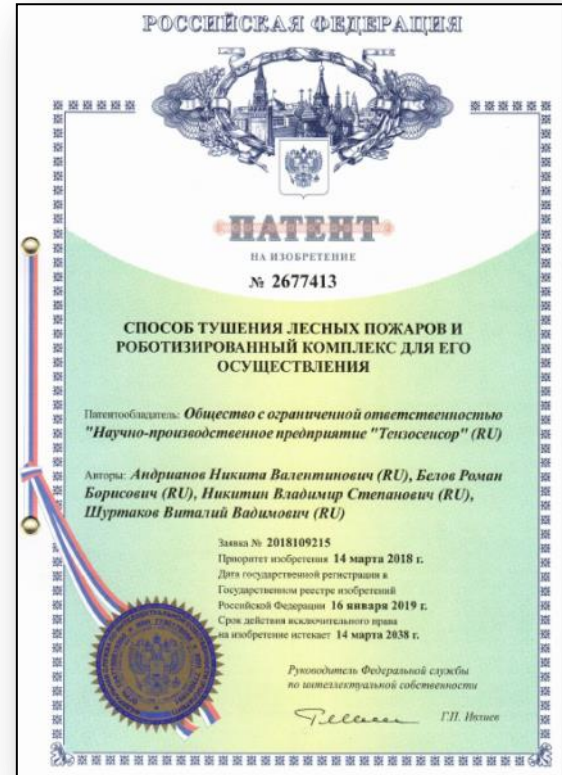 РОССИЙСКАЯ ФЕДЕРАЦИЯ
ПАТЕНТ
НА ИЗОБРЕТЕНИЕ
№ 2677413
СПОСОБ ТУШЕНИЯ ЛЕСНЫХ ПОЖАРОВ И
РОБОТИЗИРОВАННЫЙ КОМПЛЕКС ДЛЯ ЕГО
ОСУЩЕСТВЛЕНИЯ
Патентообладатель: Общество с ограниченной ответственностью
"Научно-производственное предприятие "Тензосенсор" (RU)
Авторы: Андрианов Никита Валентинович (RU), Белов Роман
Борисович (RU), Никитин Владимир Степанович (RU),
Шуртаков Виталий Вадимович (RU)
Заявка № 2018109215
Приоритет изобретения 14 марта 2018 г.
Дата государственной регистрации в
Государственном реестре изобретений
Российской Федерации 16 января 2019 г.
Срок действия исключительного права
на изобретение истекает 14 марта 2038 г.
Руководитель Федеральной службы
по интеллектуальной собственности
Г.П. Ивлиев